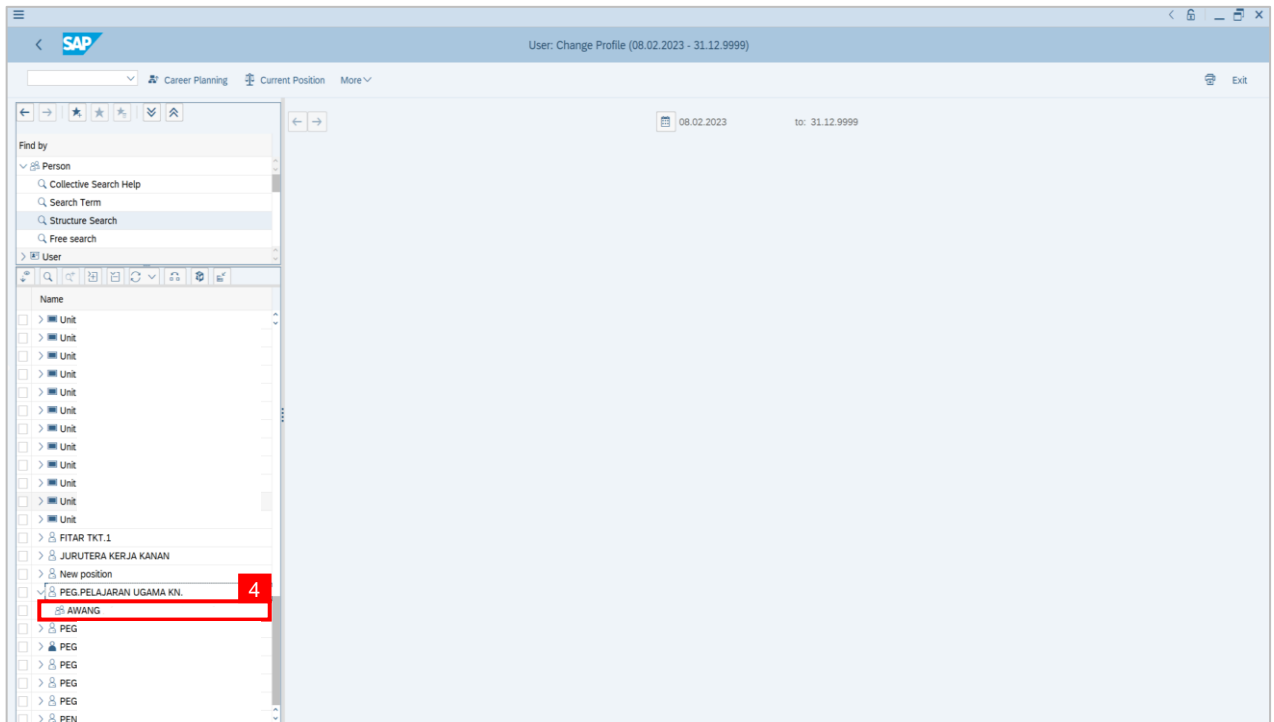 SAP
User: Change Profile (08.02.2023 - 31.12.9999)
Career Planning Current Position More Exit
08.02.2023 to: 31.12.9999
Find by
Person
Collective Search Help
Search Term
Structure Search
Free search
User
Name
Unit
Unit
Unit
Unit
Unit
Unit
Unit
Unit
Unit
Unit
Unit
Unit
FITAR TKT.1
JURUTERA KERJA KANAN
New position
PEG.PELAJARAN UGAMA KN. 4
AWANG
PEG
PEG
PEG
PEG
PEG
PEN